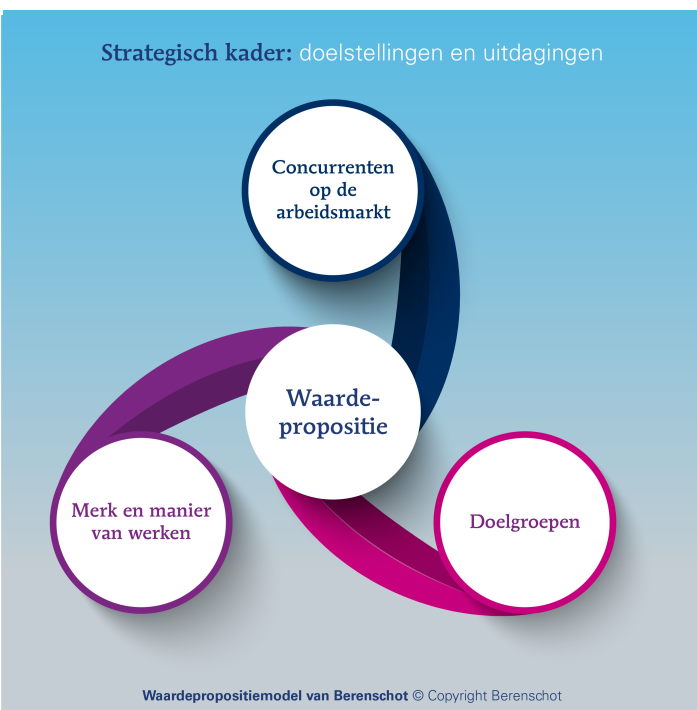 Strategisch kader: doelstellingen en uitdagingen
Concurrenten
op de
arbeidsmarkt
Waarde-
propositie
Merk en manier
van werken
Doelgroepen
Waardepropositiemodel van Berenschot © Copyright Berenschot